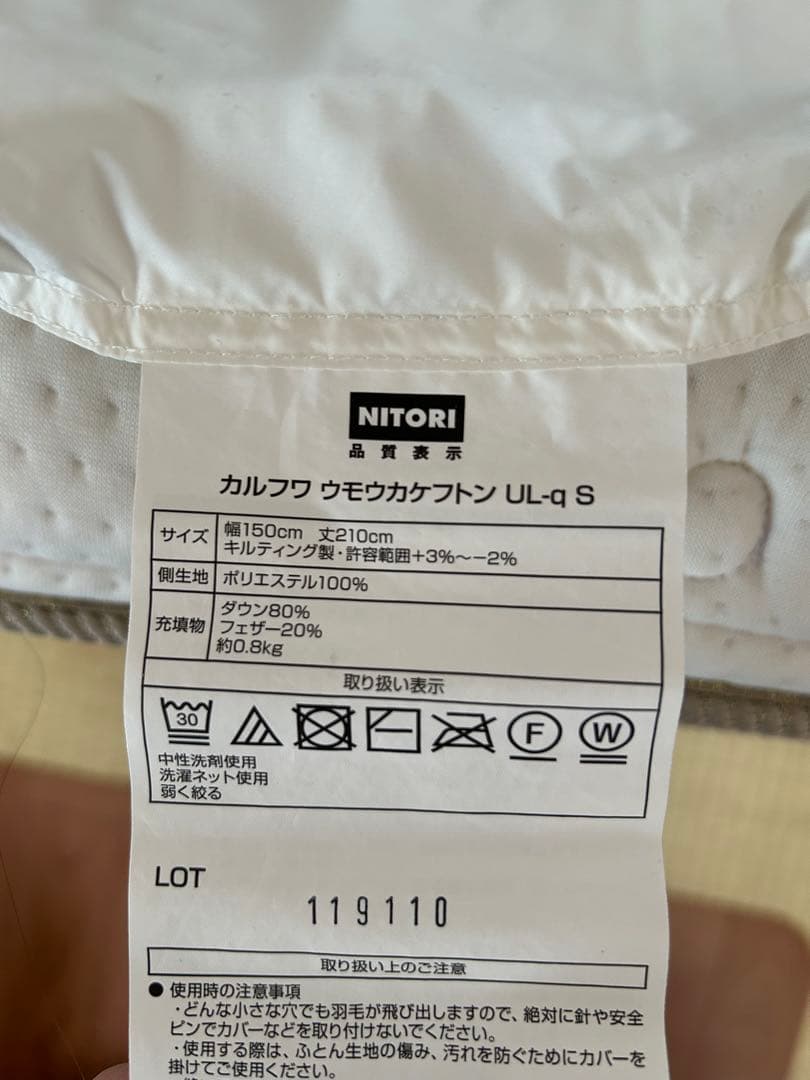 NITORI
品質表示
カルフワ ウモウカケフトン UL-q S
サイズ 幅150cm 丈210cm
キルティング製・許容範囲+3%～-2%
側生地 ポリエステル100%
充填物 ダウン80%
フェザー20%
約0.8kg
取り扱い表示
30 F W
中性洗剤使用
洗濯ネット使用
弱く絞る
LOT
119110
取り扱い上のご注意
● 使用時の注意事項
・どんな小さな穴でも羽毛が飛び出しますので、絶対に針や安全
ピンでカバーなどを取り付けないでください。
・使用する際は、ふとん生地の傷み、汚れを防ぐためにカバーを
掛けてご使用ください。